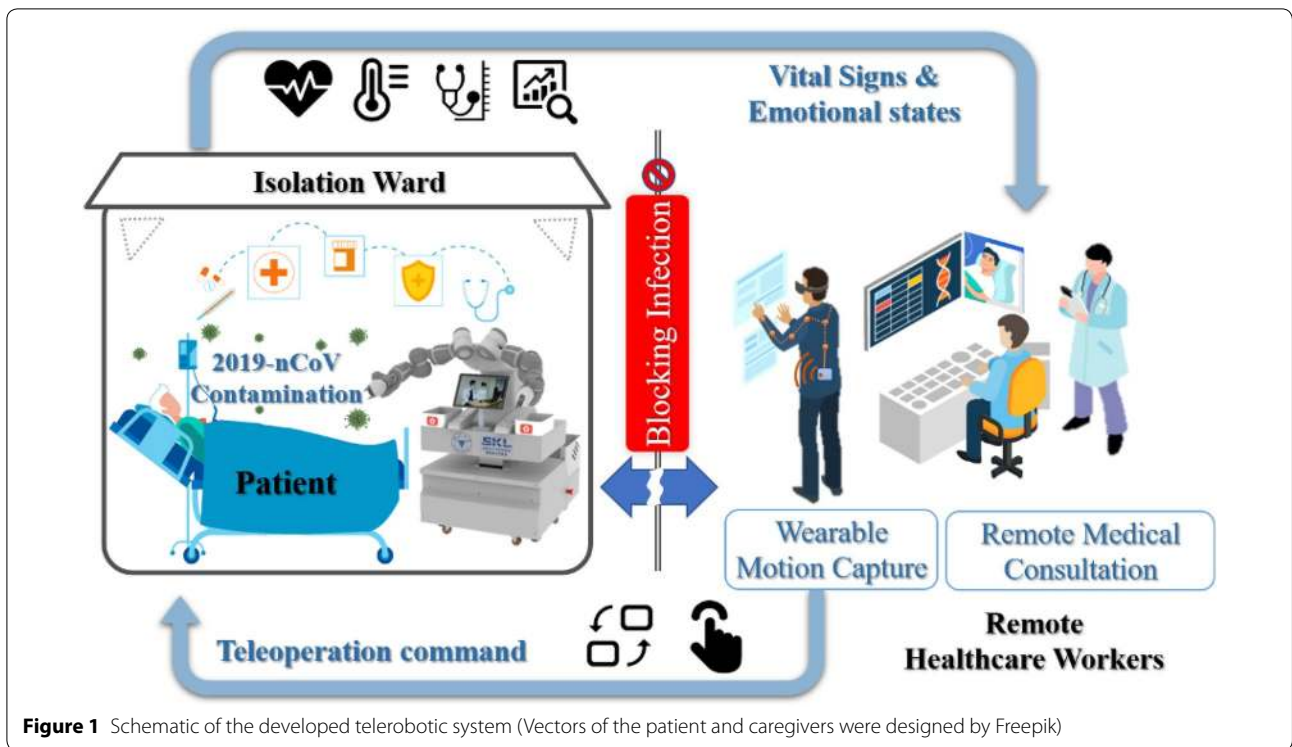 Vital Signs &
Emotional states
Isolation Ward
Blocking Infection
2019-nCoV
Contamination
SKL
Patient
Wearable
Motion Capture
Remote Medical
Consultation
Remote
Healthcare Workers
Teleoperation command
Figure 1 Schematic of the developed telerobotic system (Vectors of the patient and caregivers were designed by Freepik)